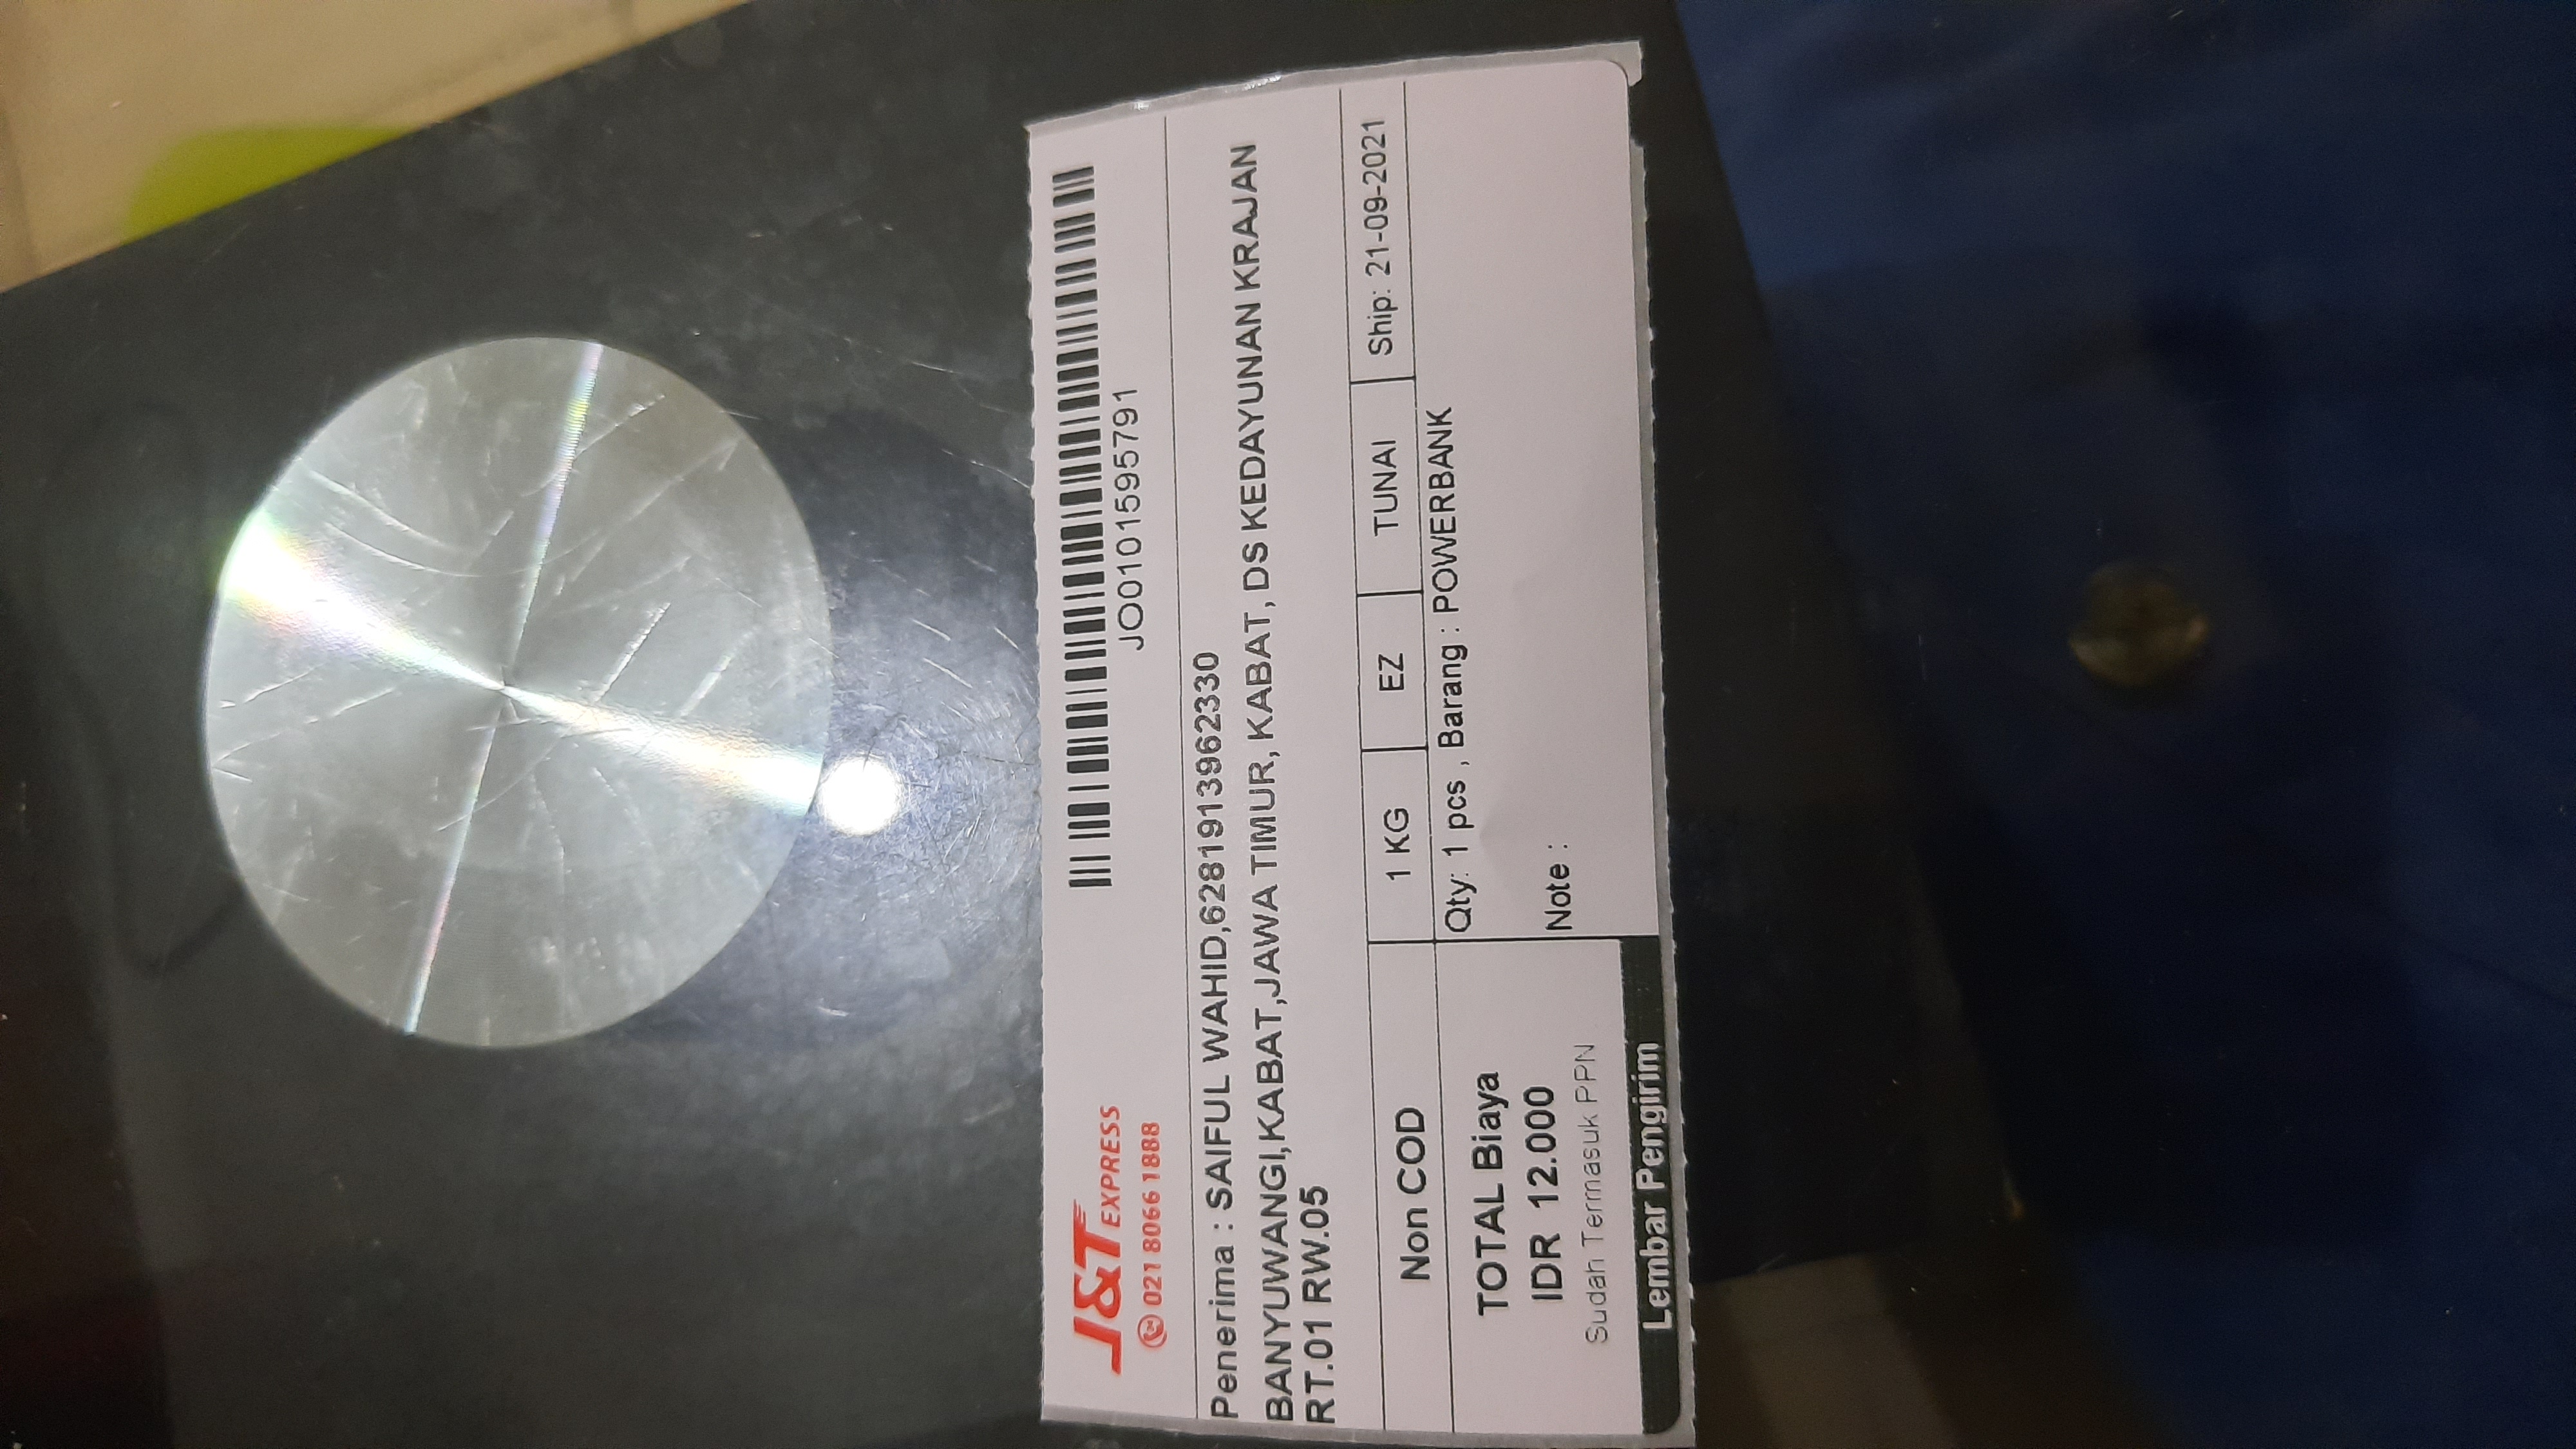 J&T EXPRESS
021 8066 1888
JO0101595791
Penerima : SAIFUL WAHID,6281913962330
BANYUWANGI,KABAT,JAWA TIMUR, KABAT, DS KEDAYUNAN KRAJAN
RT.01 RW.05
Non COD
1 KG
EZ
TUNAI
Ship: 21-09-2021
TOTAL Biaya
IDR 12.000
Sudah Termasuk PPN
Lembar Pengirim
Qty: 1 pcs , Barang : POWERBANK
Note :